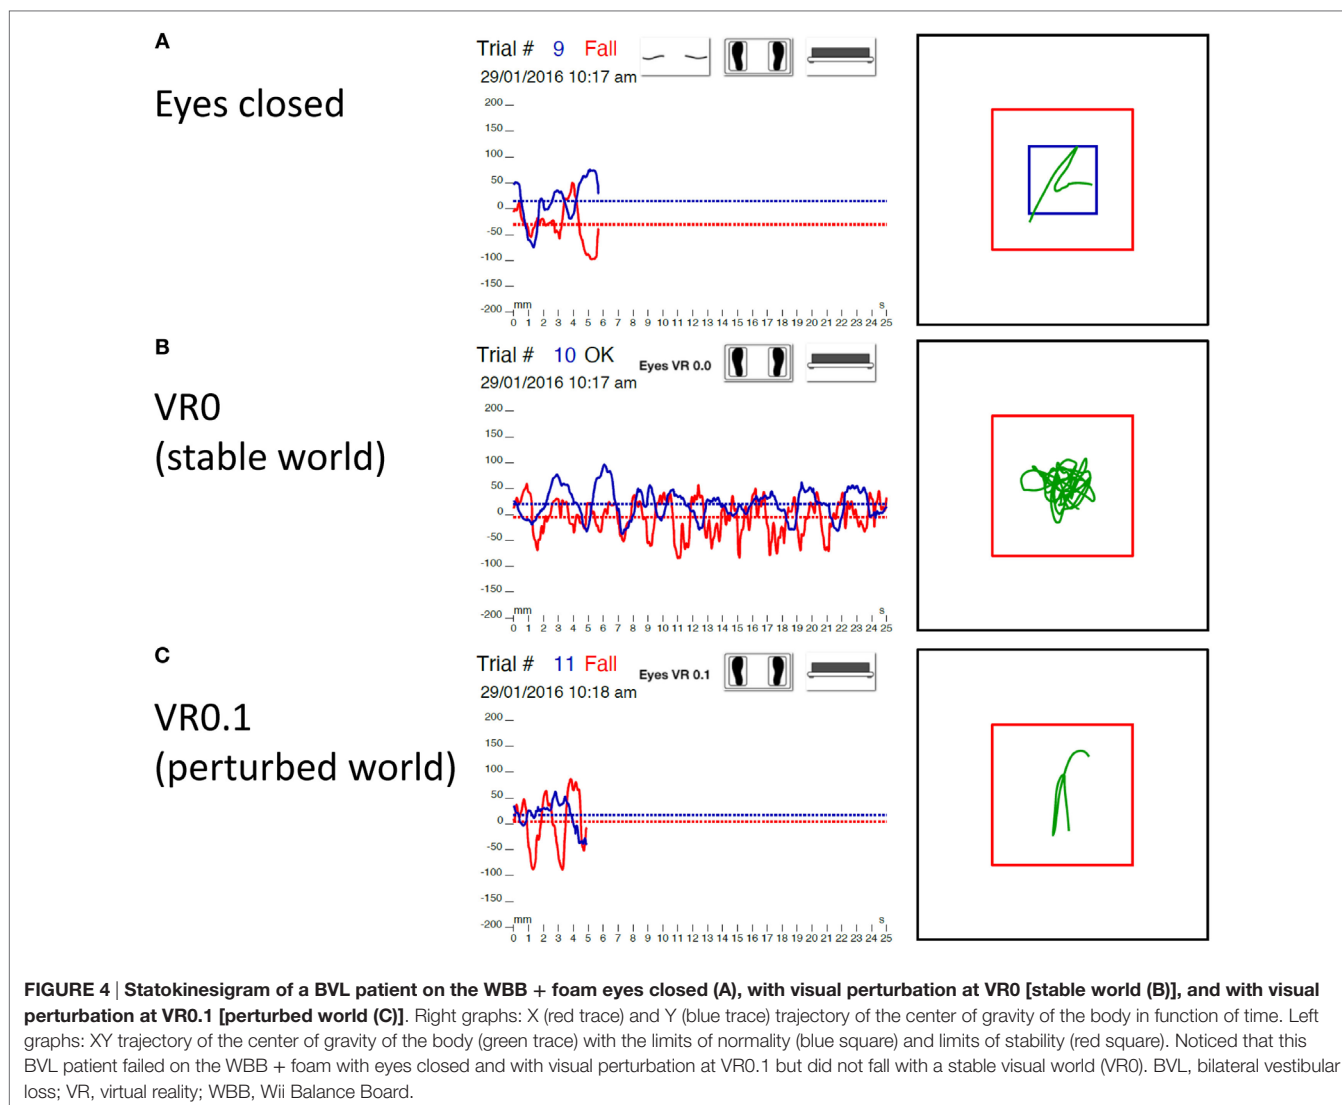 A
Eyes closed
Trial # 9 Fall
29/01/2016 10:17 am
200
150
100
50
0
-50
-100
-150
-200
mm
s
0 1 2 3 4 5 6 7 8 9 10 11 12 13 14 15 16 17 18 19 20 21 22 23 24 25
B
VR0
(stable world)
Trial # 10 OK Eyes VR 0.0
29/01/2016 10:17 am
200
150
100
50
0
-50
-100
-150
-200
mm
s
0 1 2 3 4 5 6 7 8 9 10 11 12 13 14 15 16 17 18 19 20 21 22 23 24 25
C
VR0.1
(perturbed world)
Trial # 11 Fall Eyes VR 0.1
29/01/2016 10:18 am
200
150
100
50
0
-50
-100
-150
-200
mm
s
0 1 2 3 4 5 6 7 8 9 10 11 12 13 14 15 16 17 18 19 20 21 22 23 24 25
FIGURE 4 | Statokinesigram of a BVL patient on the WBB + foam eyes closed (A), with visual perturbation at VR0 [stable world (B)], and with visual
perturbation at VR0.1 [perturbed world (C)]. Right graphs: X (red trace) and Y (blue trace) trajectory of the center of gravity of the body in function of time. Left
graphs: XY trajectory of the center of gravity of the body (green trace) with the limits of normality (blue square) and limits of stability (red square). Noticed that this
BVL patient failed on the WBB + foam with eyes closed and with visual perturbation at VR0.1 but did not fall with a stable visual world (VR0). BVL, bilateral vestibular
loss; VR, virtual reality; WBB, Wii Balance Board.